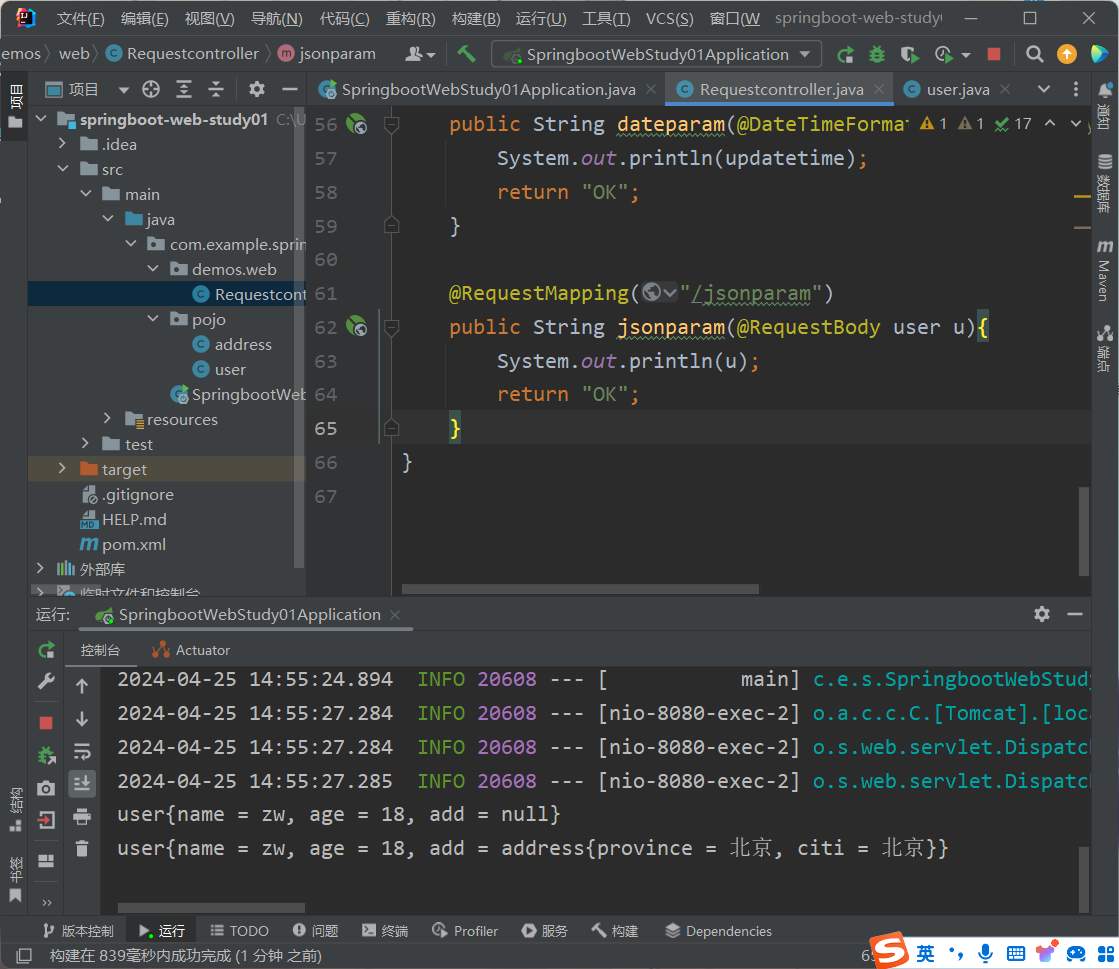 文件(F) 编辑(E) 视图(V) 导航(N) 代码(C) 重构(R) 构建(B) 运行(U) 工具(T) VCS(S) 窗口(W springboot-web-study
emos web Requestcontroller jsonparam SpringbootWebStudy01Application
项目
项目
SpringbootWebStudy01Application.java Requestcontroller.java user.java
springboot-web-study01 C:\U
.idea
src
main
java
com.example.sprin
demos.web
Requestcont
pojo
address
user
SpringbootWeb
resources
test
target
.gitignore
HELP.md
pom.xml
外部库
临时文件和控制台
56 public String dateparam(@DateTimeFormat 1 1 17
57 System.out.println(updatetime);
58 return "OK";
59 }
60
61 @RequestMapping("/jsonparam")
62 public String jsonparam(@RequestBody user u){
63 System.out.println(u);
64 return "OK";
65 }
66 }
67
通知
数据库
Maven
端点
运行: SpringbootWebStudy01Application
控制台 Actuator
2024-04-25 14:55:24.894 INFO 20608 --- [ main] c.e.s.SpringbootWebStudy
2024-04-25 14:55:27.284 INFO 20608 --- [nio-8080-exec-2] o.a.c.c.C.[Tomcat].[loca
2024-04-25 14:55:27.284 INFO 20608 --- [nio-8080-exec-2] o.s.web.servlet.Dispatch
2024-04-25 14:55:27.285 INFO 20608 --- [nio-8080-exec-2] o.s.web.servlet.Dispatch
user{name = zw, age = 18, add = null}
user{name = zw, age = 18, add = address{province = 北京, citi = 北京}}
结构
书签
版本控制 运行 TODO 问题 终端 Profiler 服务 构建 Dependencies
构建在 839毫秒内成功完成 (1 分钟 之前)
英